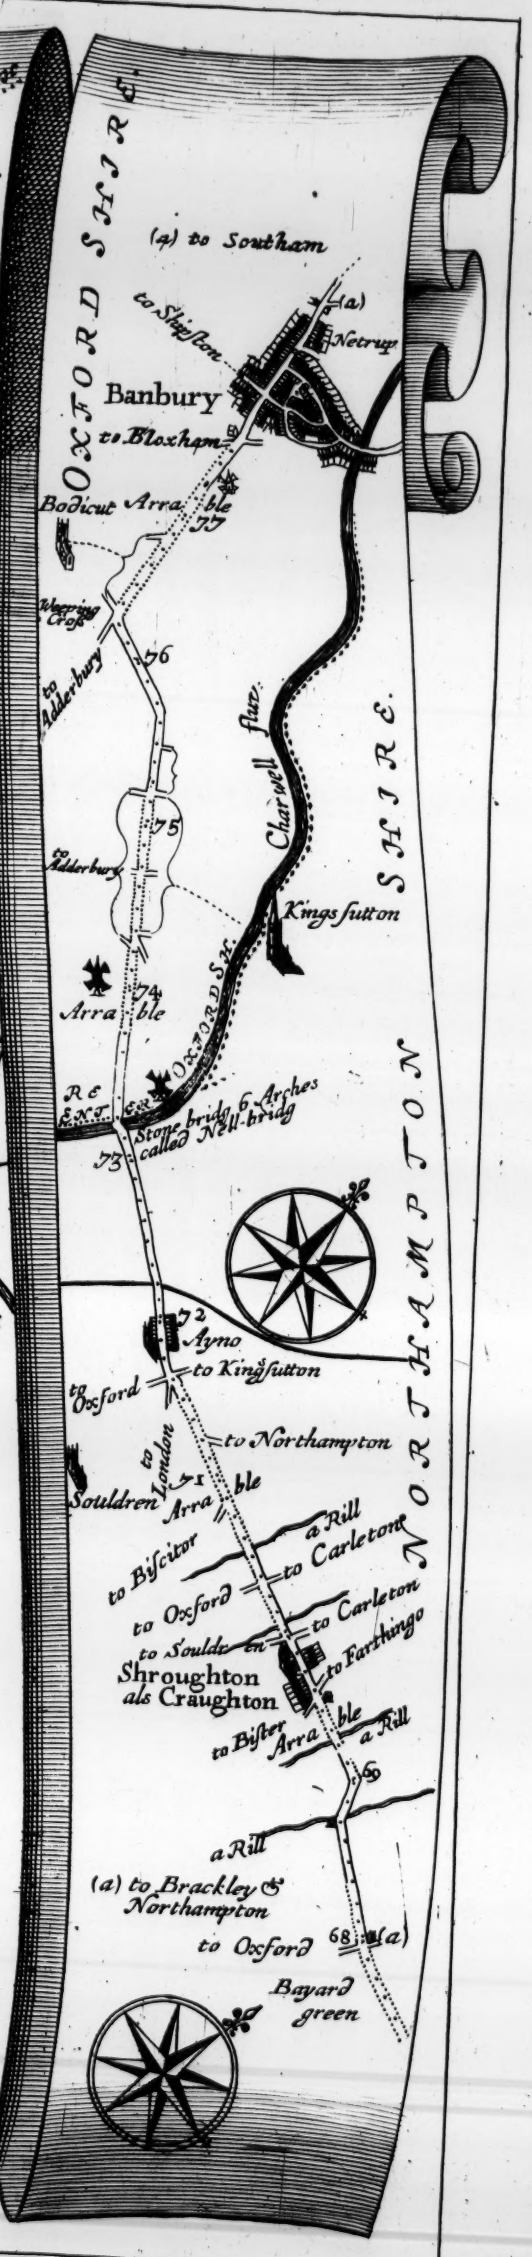 OXFORD SHIRE.
(4) to Southam
to Shipston
(a)
Netrup
Banbury
to Bloxham
Bodicut
Arra ble
77
Weeping
Cross
to
Adderbury
76
Charwell fluv.
SHIRE.
75
to
Adderbury
Kings sutton
74
Arra ble
OXFORD SH
RE
ENT ER
Stone bridg 6 Arches
called Nell-bridg
73
NORTHAMPTON
72
Ayno
to Kingsutton
to
Oxford
to
London
to Northampton
71
Souldren
Arra ble
a Rill
to Biscitor
to Carleton
to Oxford
to Carleton
to Souldren
to Farthingo
Shroughton
als Craughton
to Bister
Arra ble
a Rill
69
a Rill
(a) to Brackley &
Northampton
68
(a)
to Oxford
Bayard
green